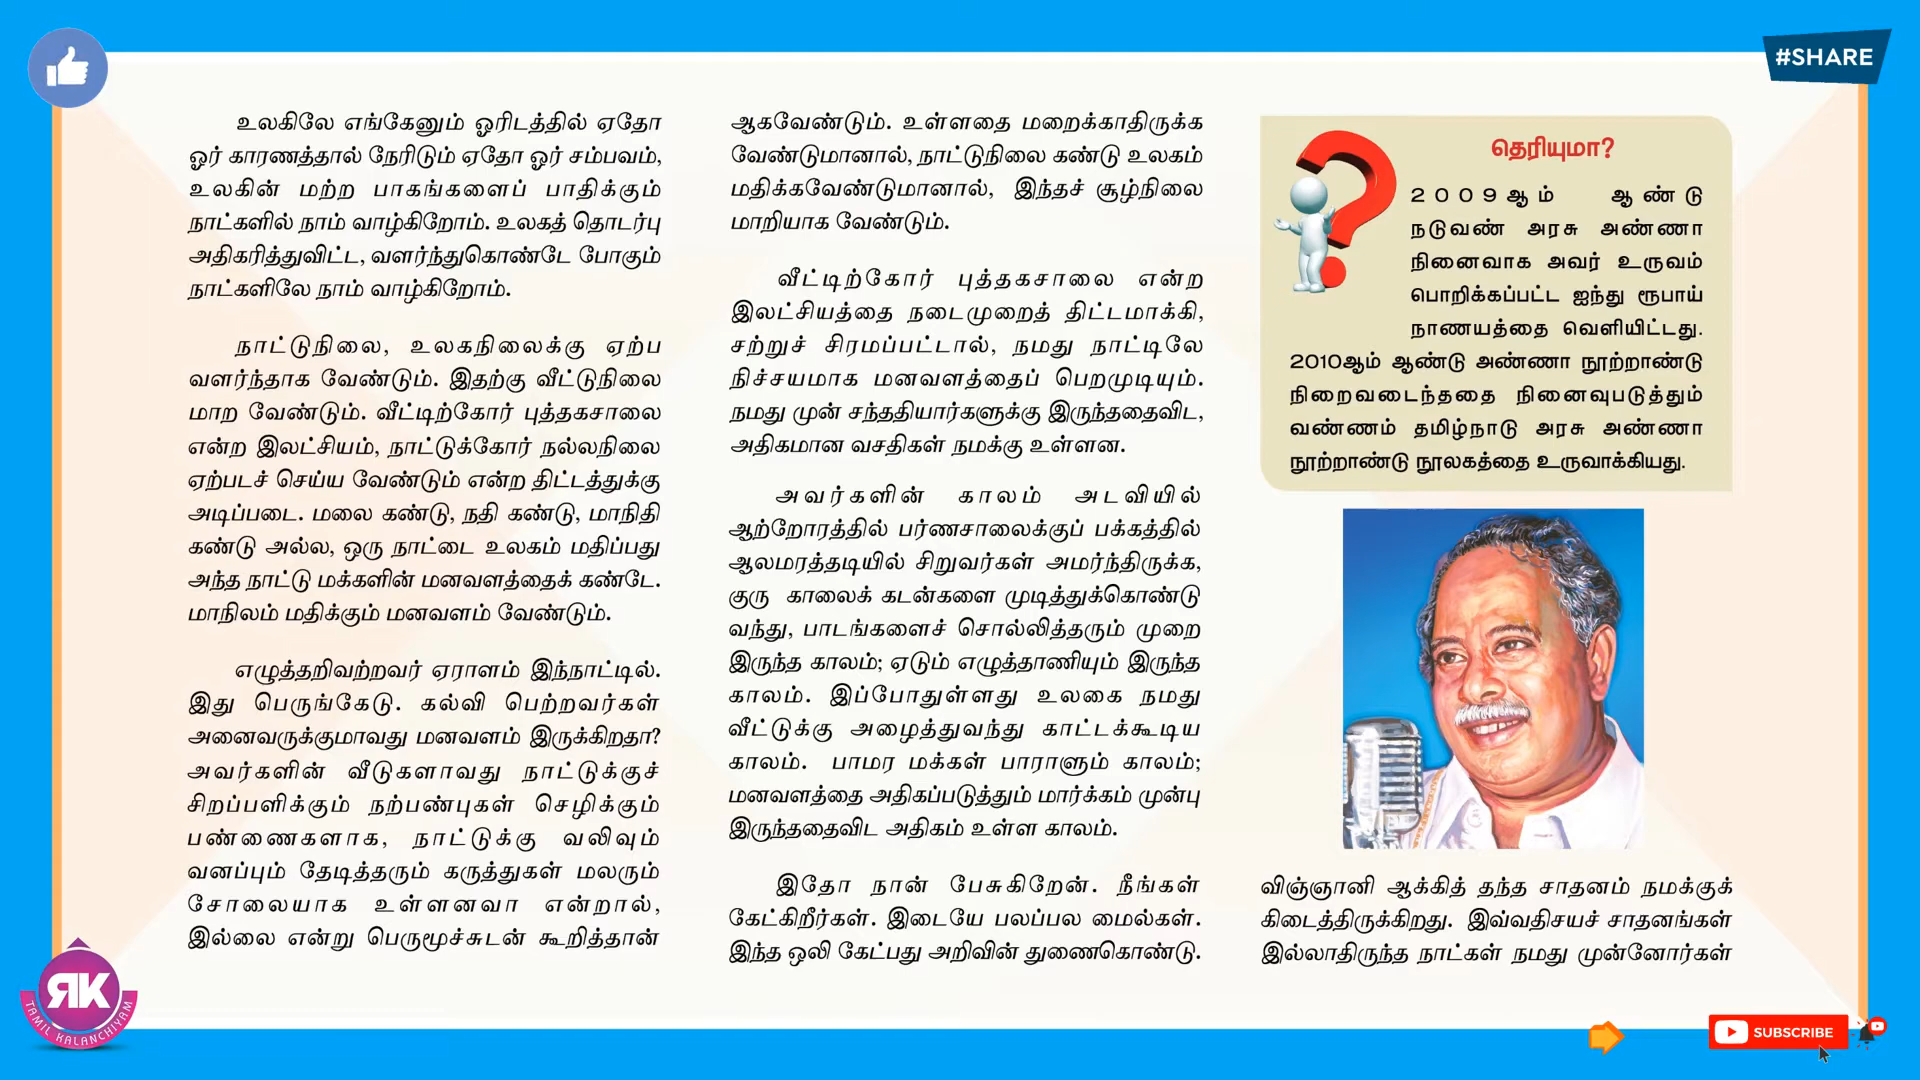 #SHARE
உலகிலே எங்கேனும் ஓரிடத்தில் ஏதோ
ஓர் காரணத்தால் நேரிடும் ஏதோ ஓர் சம்பவம்,
உலகின் மற்ற பாகங்களைப் பாதிக்கும்
நாட்களில் நாம் வாழ்கிறோம். உலகத் தொடர்பு
அதிகரித்துவிட்ட, வளர்ந்துகொண்டே போகும்
நாட்களிலே நாம் வாழ்கிறோம்.
நாட்டுநிலை, உலகநிலைக்கு ஏற்ப
வளர்ந்தாக வேண்டும். இதற்கு வீட்டுநிலை
மாற வேண்டும். வீட்டிற்கோர் புத்தகசாலை
என்ற இலட்சியம், நாட்டுக்கோர் நல்லநிலை
ஏற்படச் செய்ய வேண்டும் என்ற திட்டத்துக்கு
அடிப்படை. மலை கண்டு, நதி கண்டு, மாநிதி
கண்டு அல்ல, ஒரு நாட்டை உலகம் மதிப்பது
அந்த நாட்டு மக்களின் மனவளத்தைக் கண்டே.
மாநிலம் மதிக்கும் மனவளம் வேண்டும்.
எழுத்தறிவற்றவர் ஏராளம் இந்நாட்டில்.
இது பெருங்கேடு. கல்வி பெற்றவர்கள்
அனைவருக்குமாவது மனவளம் இருக்கிறதா?
அவர்களின் வீடுகளாவது நாட்டுக்குச்
சிறப்பளிக்கும் நற்பண்புகள் செழிக்கும்
பண்ணைகளாக, நாட்டுக்கு வலிவும்
வனப்பும் தேடித்தரும் கருத்துகள் மலரும்
சோலையாக உள்ளனவா என்றால்,
இல்லை என்று பெருமூச்சுடன் கூறித்தான்
ஆகவேண்டும். உள்ளதை மறைக்காதிருக்க
வேண்டுமானால், நாட்டுநிலை கண்டு உலகம்
மதிக்கவேண்டுமானால், இந்தச் சூழ்நிலை
மாறியாக வேண்டும்.
வீட்டிற்கோர் புத்தகசாலை என்ற
இலட்சியத்தை நடைமுறைத் திட்டமாக்கி,
சற்றுச் சிரமப்பட்டால், நமது நாட்டிலே
நிச்சயமாக மனவளத்தைப் பெறமுடியும்.
நமது முன் சந்ததியார்களுக்கு இருந்ததைவிட,
அதிகமான வசதிகள் நமக்கு உள்ளன.
அவர்களின் காலம் அடவியில்
ஆற்றோரத்தில் பர்ணசாலைக்குப் பக்கத்தில்
ஆலமரத்தடியில் சிறுவர்கள் அமர்ந்திருக்க,
குரு காலைக் கடன்களை முடித்துக்கொண்டு
வந்து, பாடங்களைச் சொல்லித்தரும் முறை
இருந்த காலம்; ஏடும் எழுத்தாணியும் இருந்த
காலம். இப்போதுள்ளது உலகை நமது
வீட்டுக்கு அழைத்துவந்து காட்டக்கூடிய
காலம். பாமர மக்கள் பாராளும் காலம்;
மனவளத்தை அதிகப்படுத்தும் மார்க்கம் முன்பு
இருந்ததைவிட அதிகம் உள்ள காலம்.
இதோ நான் பேசுகிறேன். நீங்கள்
கேட்கிறீர்கள். இடையே பலப்பல மைல்கள்.
இந்த ஒலி கேட்பது அறிவின் துணைகொண்டு.
தெரியுமா?
2009ஆம் ஆண்டு
நடுவண் அரசு அண்ணா
நினைவாக அவர் உருவம்
பொறிக்கப்பட்ட ஐந்து ரூபாய்
நாணயத்தை வெளியிட்டது.
2010ஆம் ஆண்டு அண்ணா நூற்றாண்டு
நிறைவடைந்ததை நினைவுபடுத்தும்
வண்ணம் தமிழ்நாடு அரசு அண்ணா
நூற்றாண்டு நூலகத்தை உருவாக்கியது.
விஞ்ஞானி ஆக்கித் தந்த சாதனம் நமக்குக்
கிடைத்திருக்கிறது. இவ்வதிசயச் சாதனங்கள்
இல்லாதிருந்த நாட்கள் நமது முன்னோர்கள்
RK
TAMIL KALANCHIYAM
SUBSCRIBE